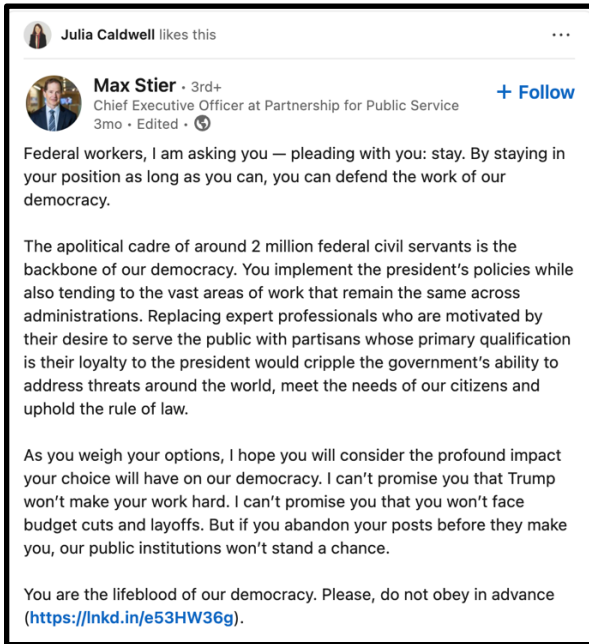 Julia Caldwell likes this
...
Max Stier · 3rd+
+ Follow
Chief Executive Officer at Partnership for Public Service
3mo · Edited ·
Federal workers, I am asking you — pleading with you: stay. By staying in
your position as long as you can, you can defend the work of our
democracy.
The apolitical cadre of around 2 million federal civil servants is the
backbone of our democracy. You implement the president’s policies while
also tending to the vast areas of work that remain the same across
administrations. Replacing expert professionals who are motivated by
their desire to serve the public with partisans whose primary qualification
is their loyalty to the president would cripple the government’s ability to
address threats around the world, meet the needs of our citizens and
uphold the rule of law.
As you weigh your options, I hope you will consider the profound impact
your choice will have on our democracy. I can’t promise you that Trump
won’t make your work hard. I can’t promise you that you won’t face
budget cuts and layoffs. But if you abandon your posts before they make
you, our public institutions won’t stand a chance.
You are the lifeblood of our democracy. Please, do not obey in advance
(https://lnkd.in/e53HW36g).